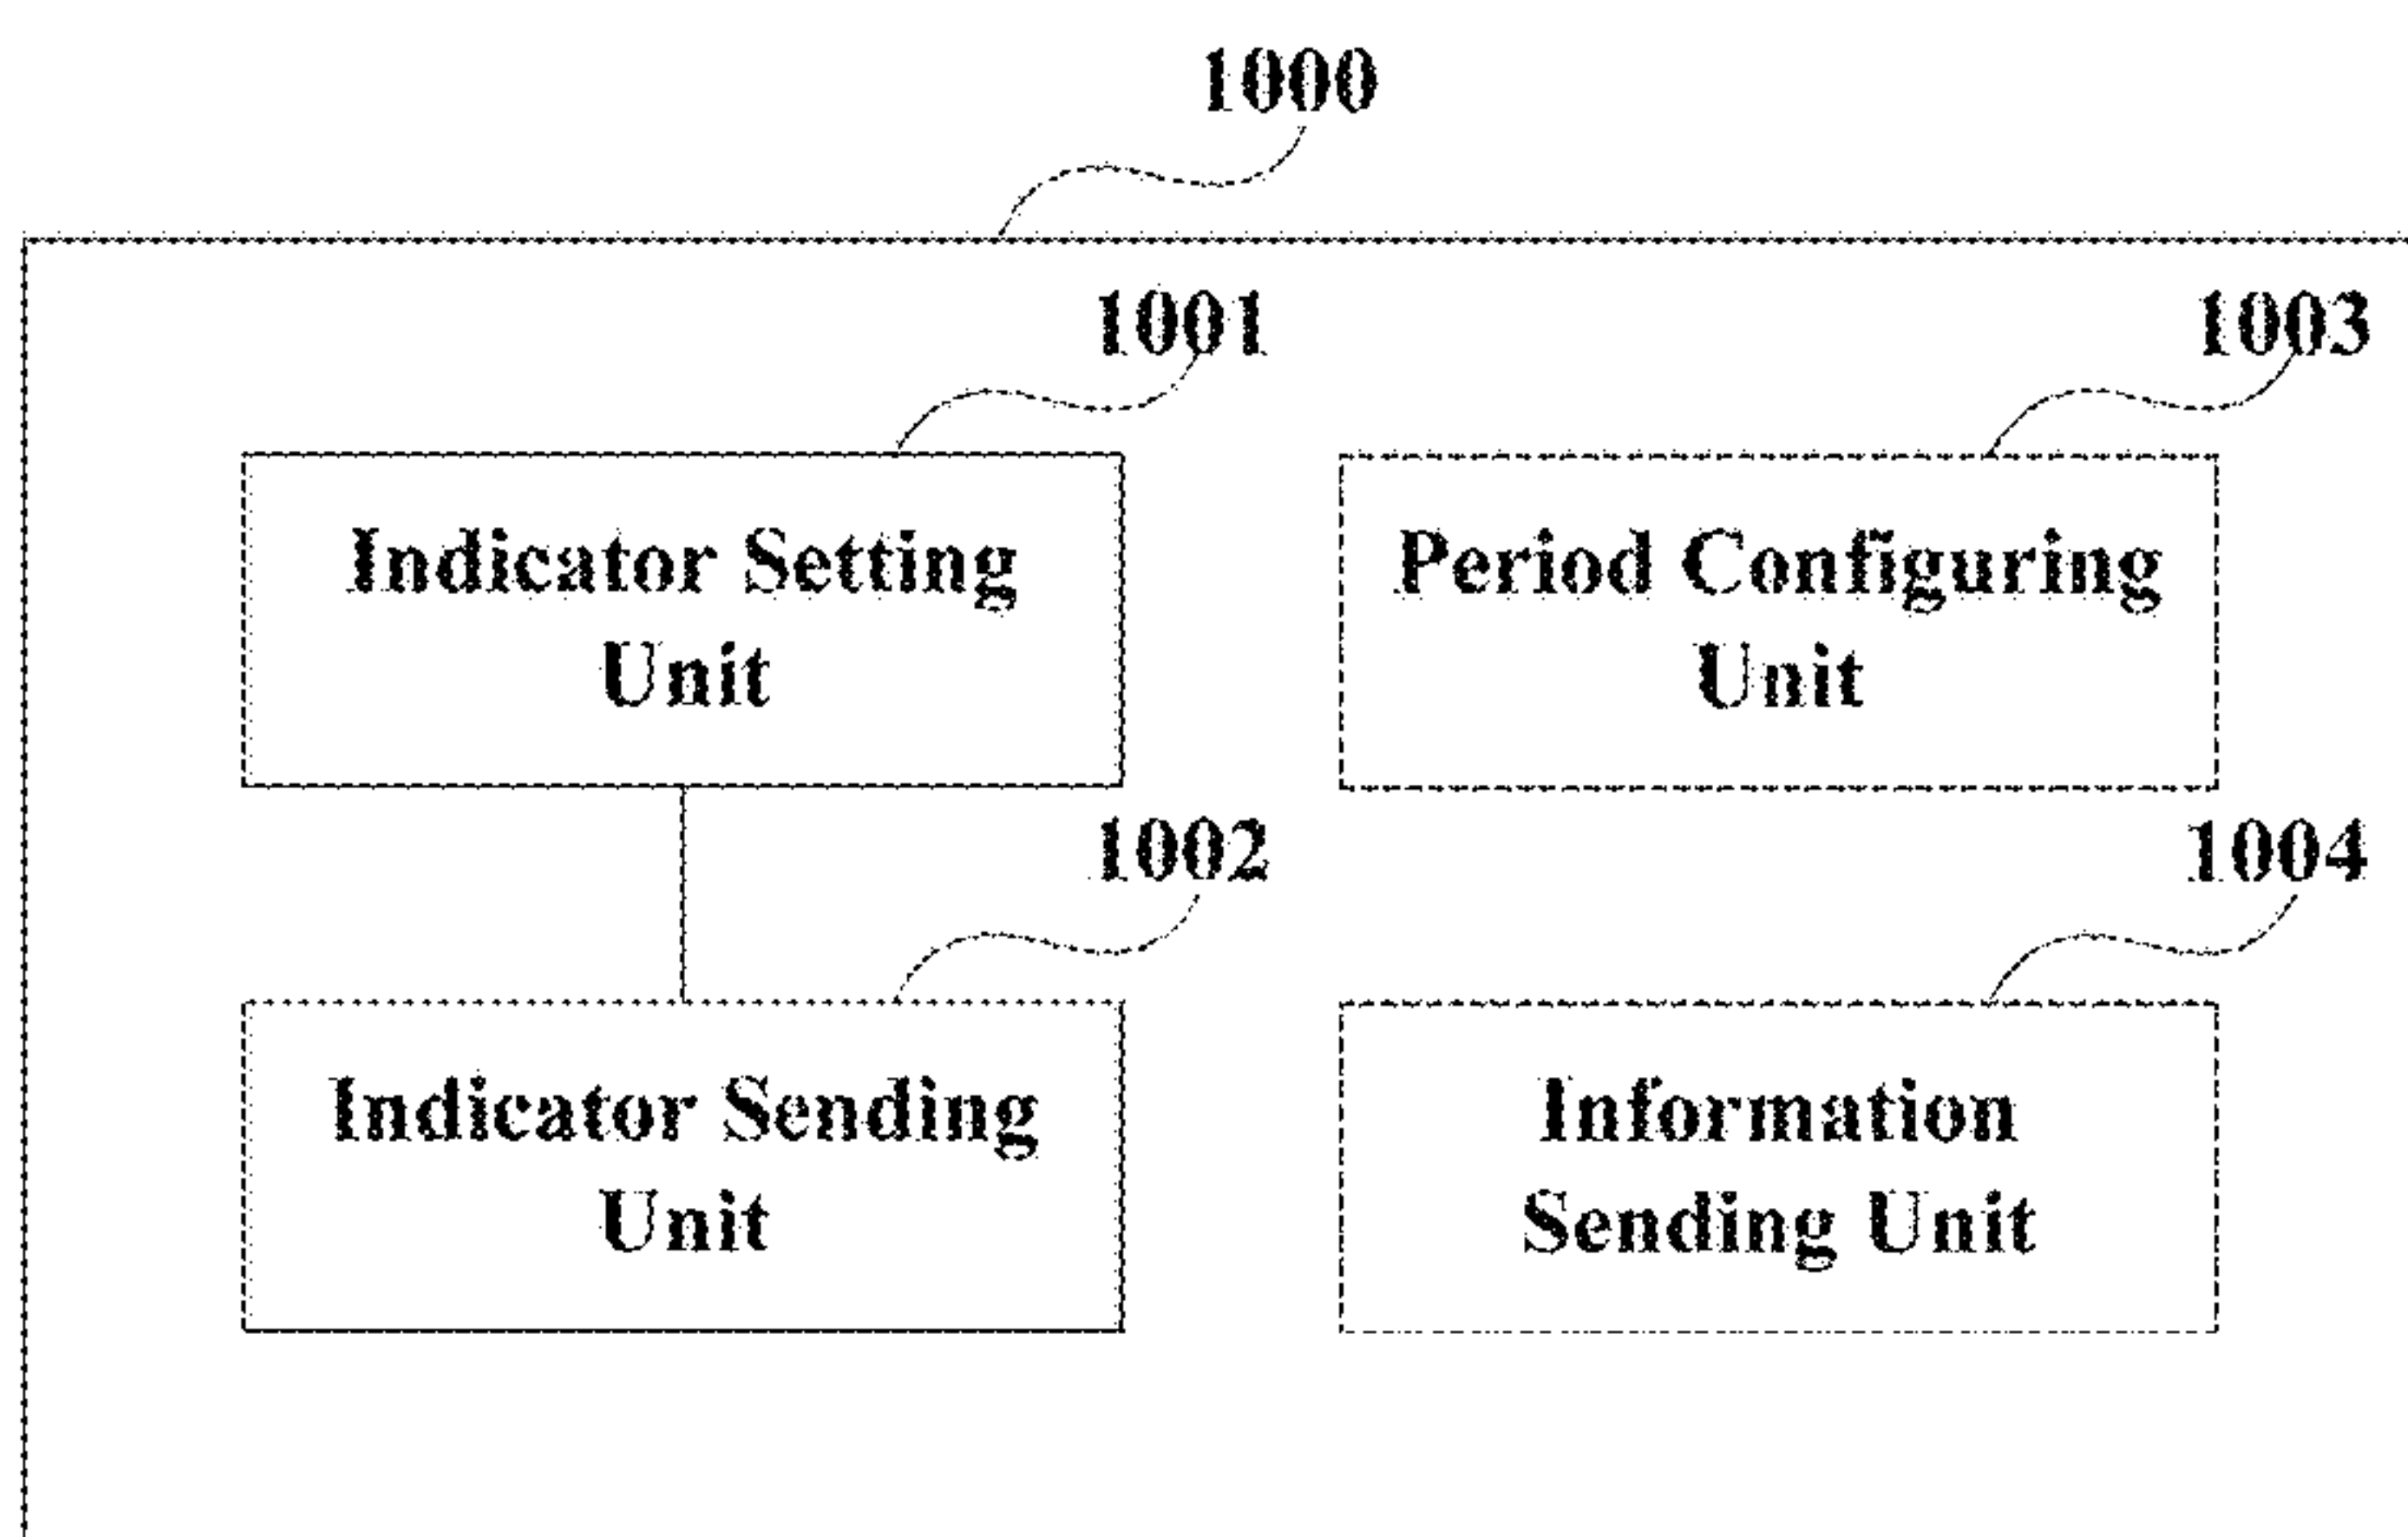 1000
1001
1003
Indicator Setting
Unit
Period Configuring
Unit
1002
1004
Indicator Sending
Unit
Information
Sending Unit